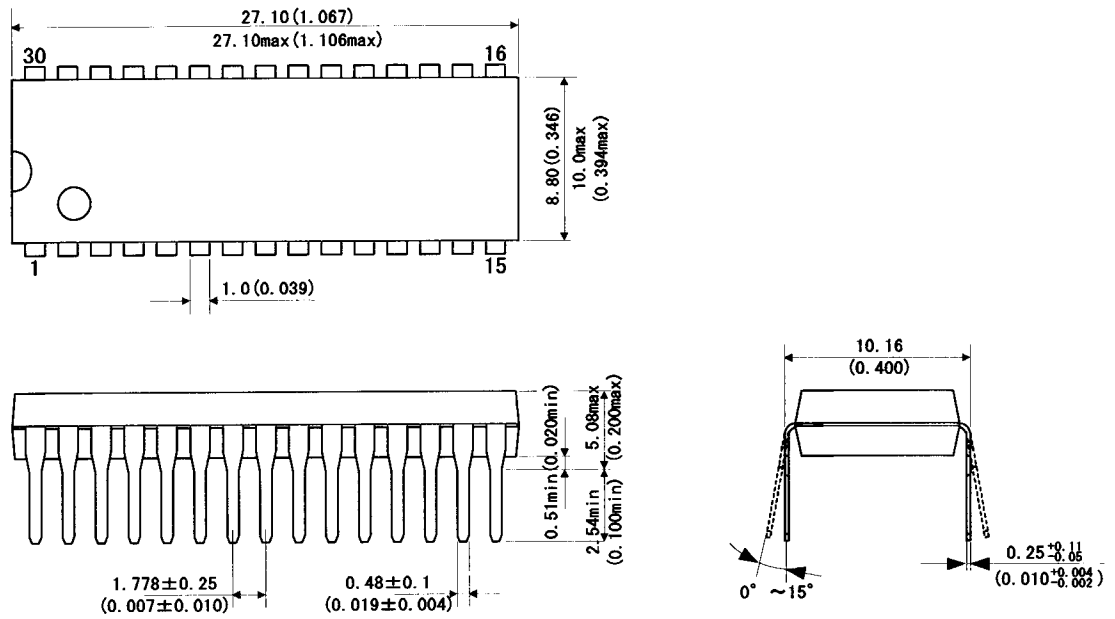 27.10(1.067)
27.10max(1.106max)
30
16
8.80(0.346)
10.0max
(0.394max)
1
15
1.0(0.039)
0.51min(0.020min)
5.08max
(0.200max)
2.54min
(0.100min)
1.778±0.25
(0.007±0.010)
0.48±0.1
(0.019±0.004)
10.16
(0.400)
0° ~15°
0.25+0.11-0.05
(0.010+0.004-0.002)